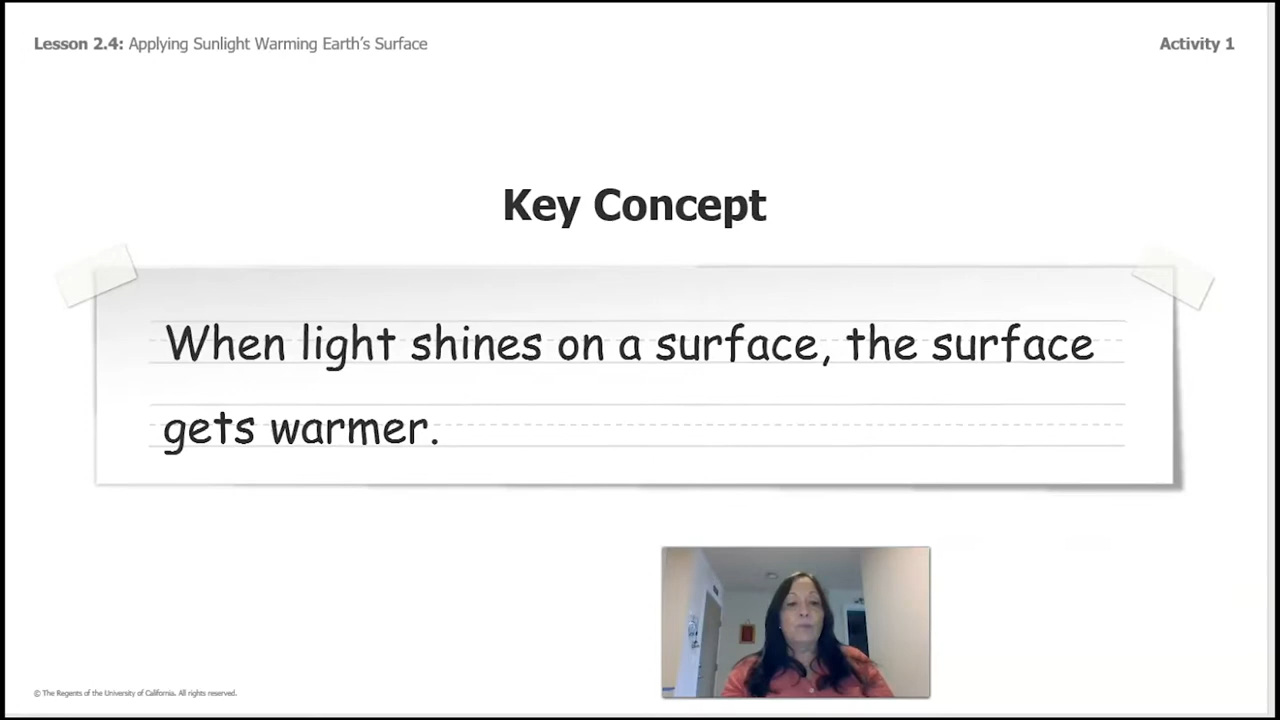 Lesson 2.4: Applying Sunlight Warming Earth's Surface
Activity 1
Key Concept
When light shines on a surface, the surface
gets warmer.
© The Regents of the University of California. All rights reserved.